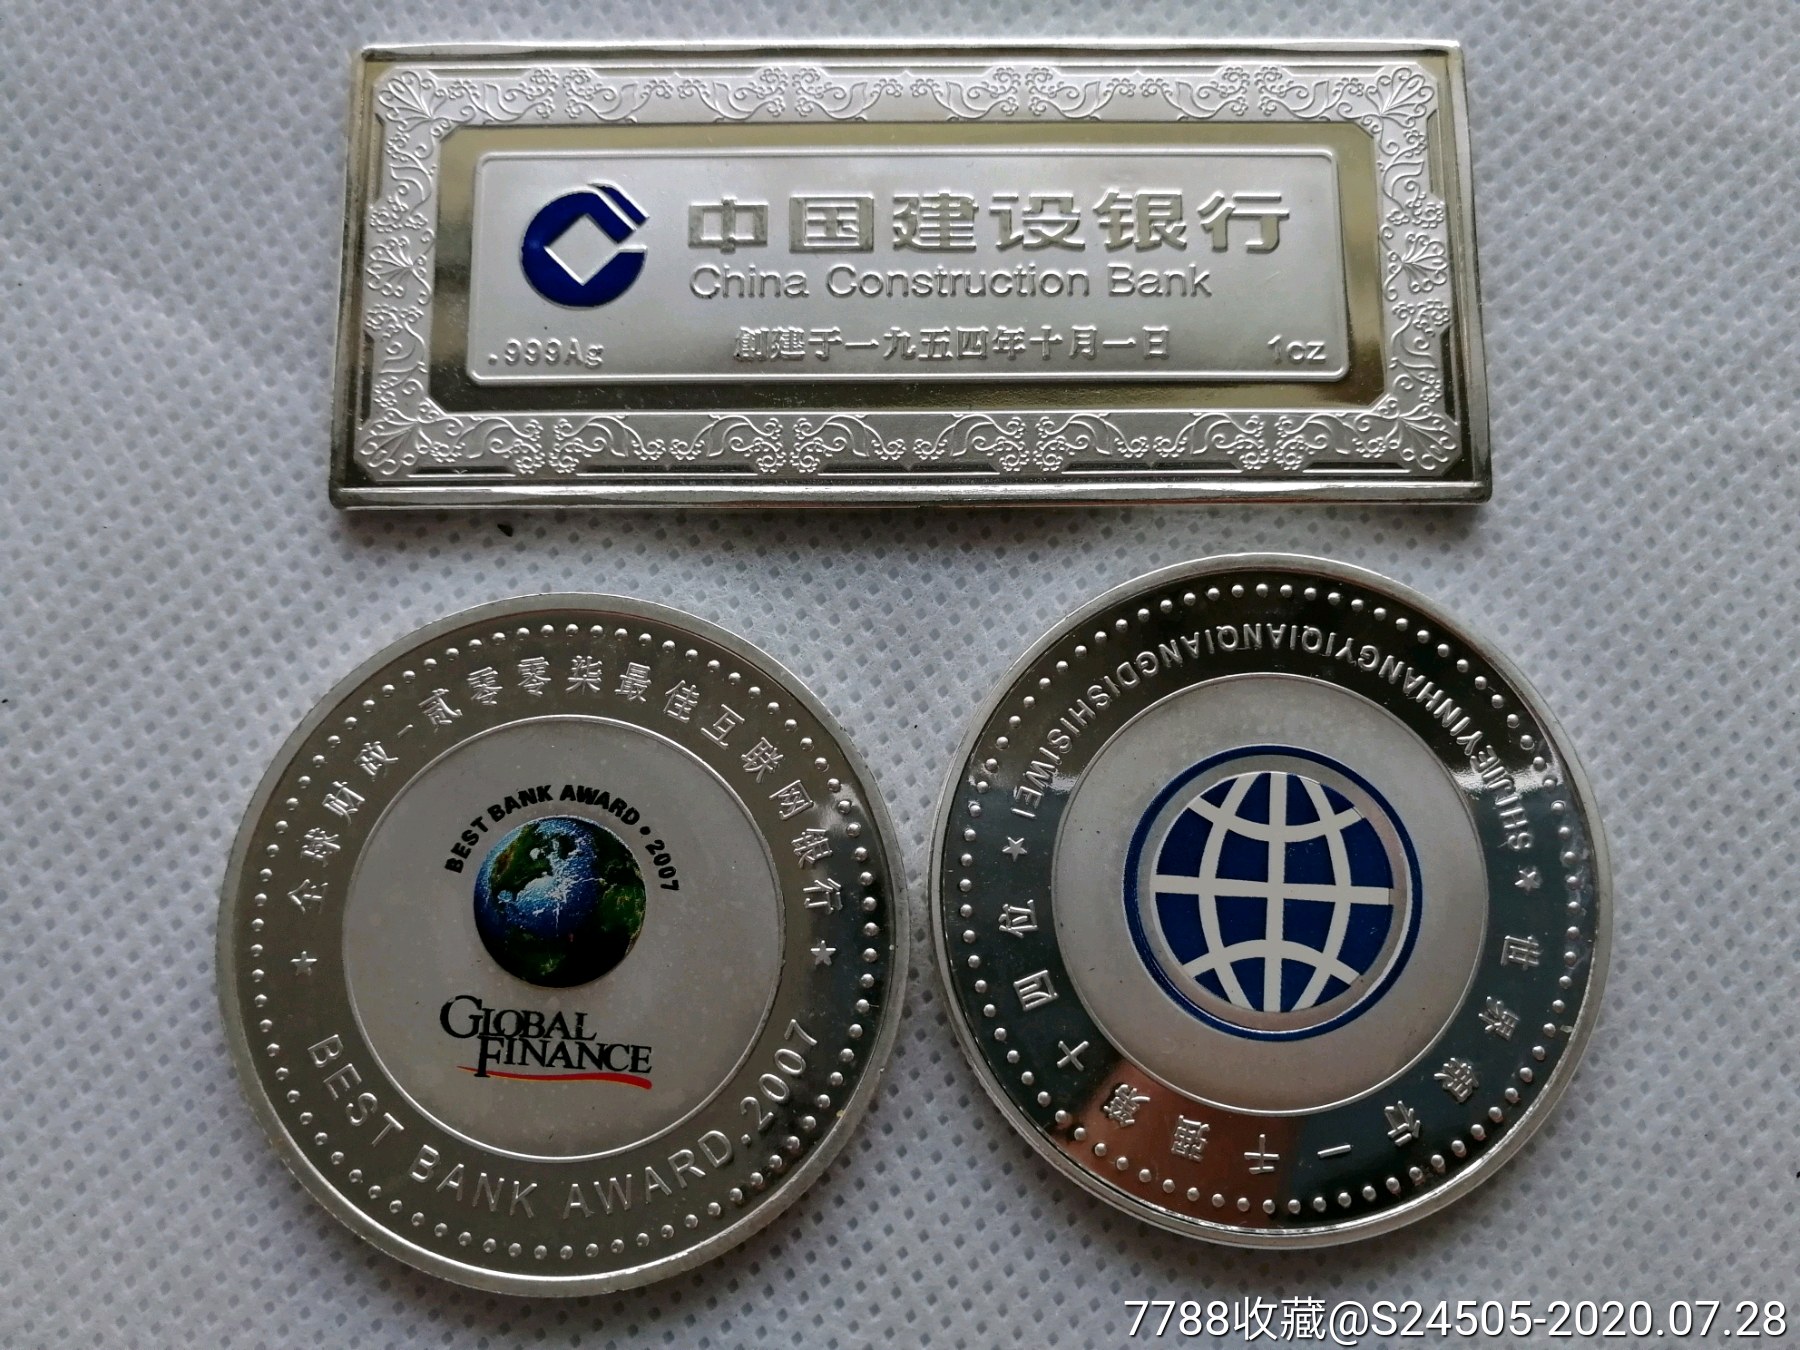 中国建设银行
China Construction Bank
.999Ag
創建于一九五四年十月一日
1oz
★ 全球财政-贰零零柒最佳互联网银行 ★
BEST BANK AWARD.2007
BEST BANK AWARD • 2007
GLOBAL
FINANCE
世界银行一千强第十四位
★ SHIJIEYINHANGYIQIANQIANGDISHISIWEI ★
7788收藏@S24505-2020.07.28